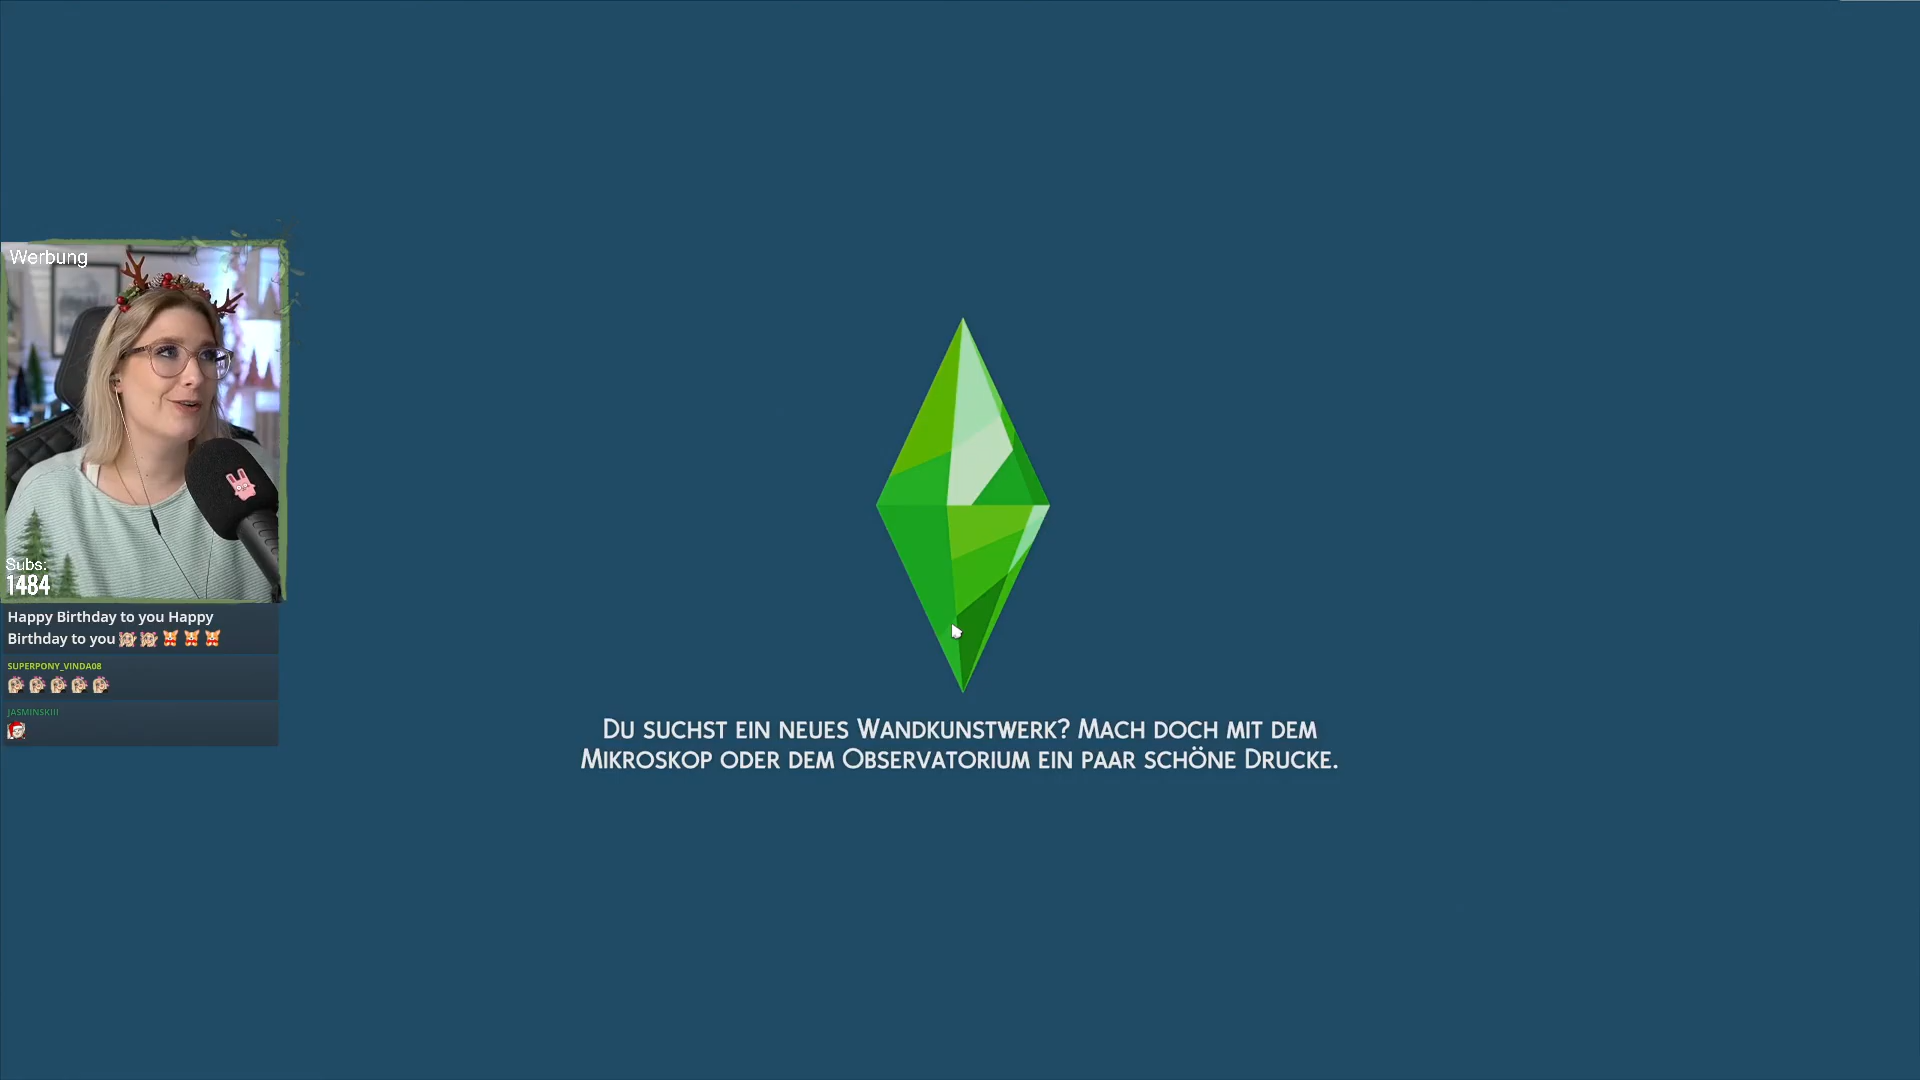 Werbung
Subs:
1484
Happy Birthday to you Happy
Birthday to you
SUPERPONY_VINDA08
JASMINSKIII
DU SUCHST EIN NEUES WANDKUNSTWERK? MACH DOCH MIT DEM
MIKROSKOP ODER DEM OBSERVATORIUM EIN PAAR SCHÖNE DRUCKE.